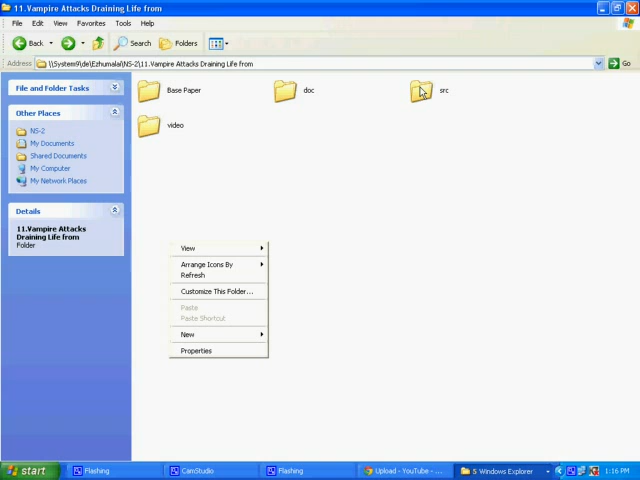 11.Vampire Attacks Draining Life from
File Edit View Favorites Tools Help
Back Search Folders
Address \\System9\de\Ezhumalai\NS-2\11.Vampire Attacks Draining Life from Go
File and Folder Tasks
Other Places
NS-2
My Documents
Shared Documents
My Computer
My Network Places
Details
11.Vampire Attacks
Draining Life from
Folder
Base Paper doc src
video
View
Arrange Icons By
Refresh
Customize This Folder...
Paste
Paste Shortcut
New
Properties
start Flashing CamStudio Flashing Upload - YouTube - ... 5 Windows Explorer 1:16 PM